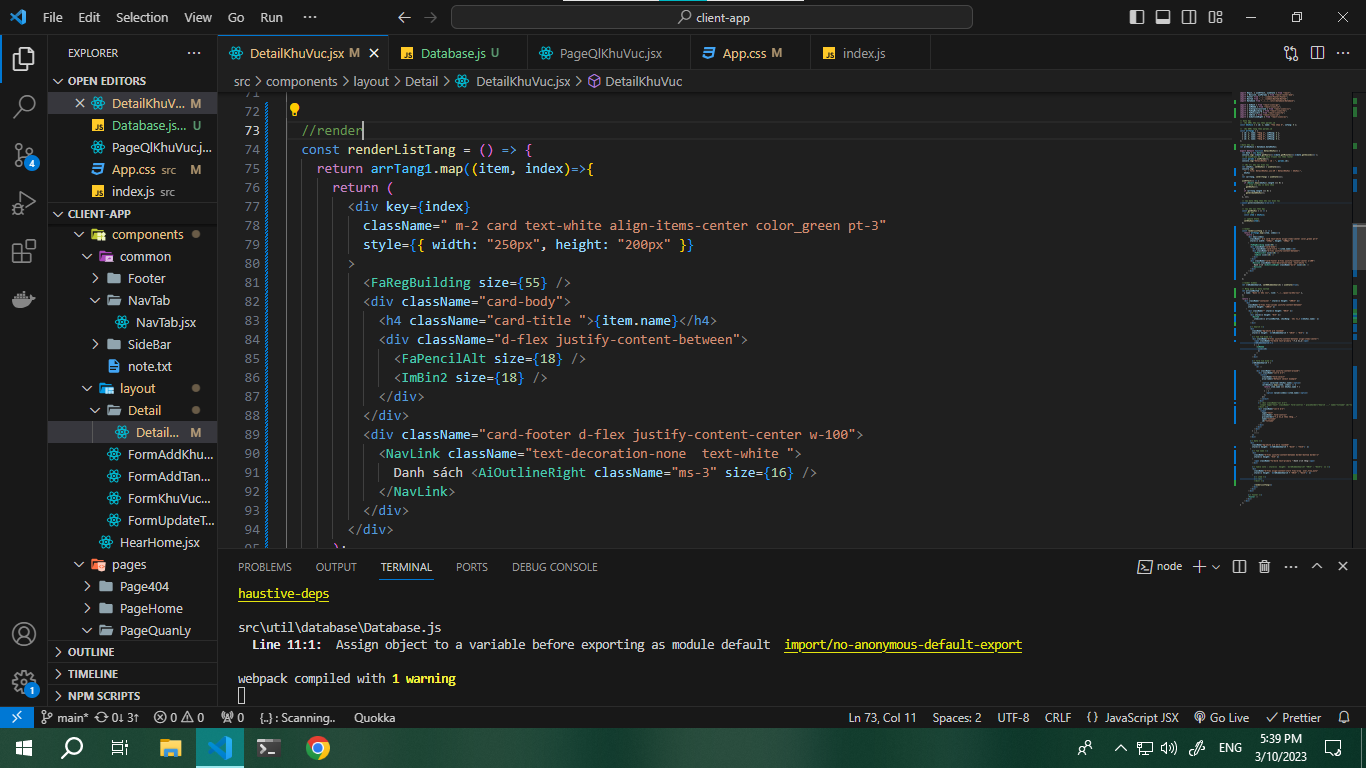 File Edit Selection View Go Run ··· client-app
EXPLORER ···
OPEN EDITORS
DetailKhuV... M
Database.js... U
PageQlKhuVuc.j...
App.css src M
index.js src
CLIENT-APP
components
common
Footer
NavTab
NavTab.jsx
SideBar
note.txt
layout
Detail
Detail... M
FormAddKhu...
FormAddTan...
FormKhuVuc...
FormUpdateT...
HearHome.jsx
pages
Page404
PageHome
PageQuanLy
OUTLINE
TIMELINE
NPM SCRIPTS
4
1
DetailKhuVuc.jsx M Database.js U PageQlKhuVuc.jsx App.css M index.js
src > components > layout > Detail > DetailKhuVuc.jsx > DetailKhuVuc
71
72
73 //render
74 const renderListTang = () => {
75 return arrTang1.map((item, index)=>{
76 return (
77 <div key={index}
78 className=" m-2 card text-white align-items-center color_green pt-3"
79 style={{ width: "250px", height: "200px" }}
80 >
81 <FaRegBuilding size={55} />
82 <div className="card-body">
83 <h4 className="card-title ">{item.name}</h4>
84 <div className="d-flex justify-content-between">
85 <FaPencilAlt size={18} />
86 <ImBin2 size={18} />
87 </div>
88 </div>
89 <div className="card-footer d-flex justify-content-center w-100">
90 <NavLink className="text-decoration-none  text-white ">
91 Danh sách <AiOutlineRight className="ms-3" size={16} />
92 </NavLink>
93 </div>
94 </div>
95 );
PROBLEMS OUTPUT TERMINAL PORTS DEBUG CONSOLE node
haustive-deps
src\util\database\Database.js
Line 11:1:  Assign object to a variable before exporting as module default  import/no-anonymous-default-export
webpack compiled with 1 warning
main* 0↓ 3↑ 0 0 0 {..} : Scanning.. Quokka Ln 73, Col 11 Spaces: 2 UTF-8 CRLF {} JavaScript JSX Go Live Prettier
ENG 5:39 PM
3/10/2023